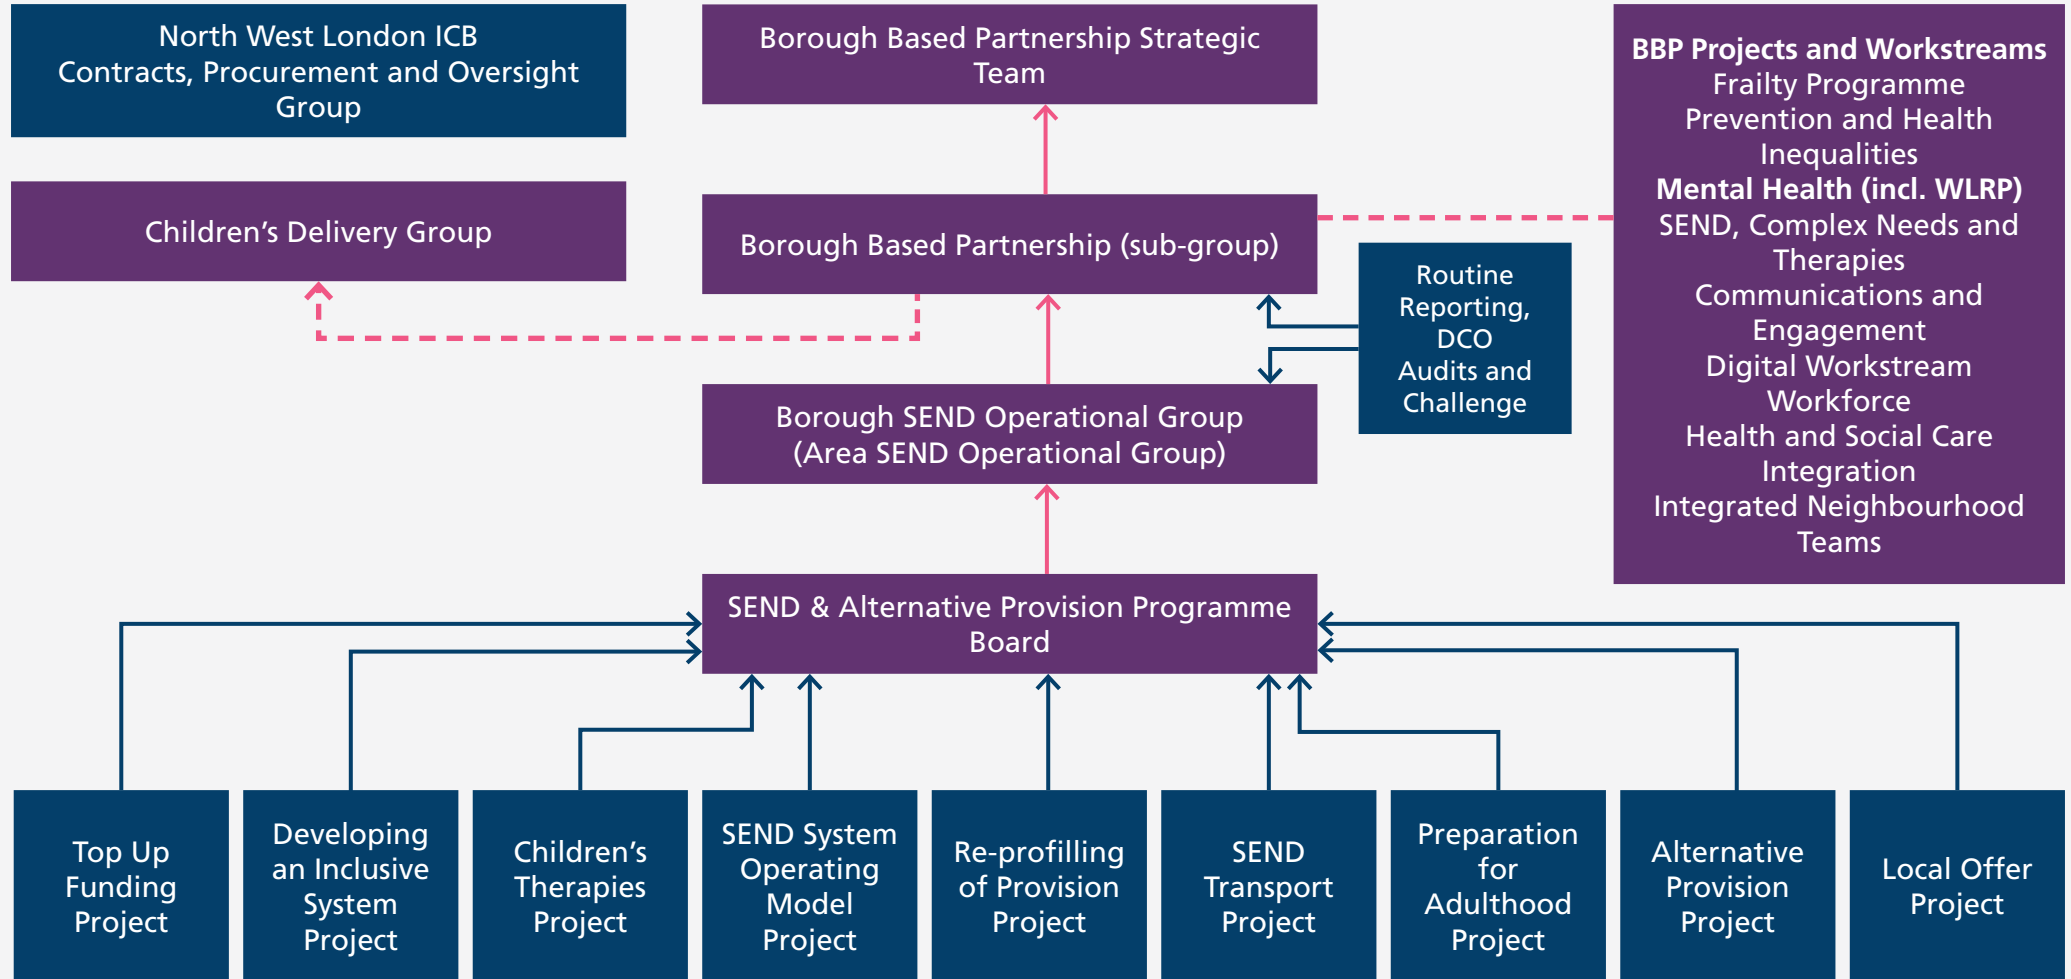 North West London ICB
Contracts, Procurement and Oversight
Group
Borough Based Partnership Strategic
Team
BBP Projects and Workstreams
Frailty Programme
Prevention and Health
Inequalities
Mental Health (incl. WLRP)
SEND, Complex Needs and
Therapies
Communications and
Engagement
Digital Workstream
Workforce
Health and Social Care
Integration
Integrated Neighbourhood
Teams
Children’s Delivery Group
Borough Based Partnership (sub-group)
Routine
Reporting,
DCO
Audits and
Challenge
Borough SEND Operational Group
(Area SEND Operational Group)
SEND & Alternative Provision Programme
Board
Top Up
Funding
Project
Developing
an Inclusive
System
Project
Children’s
Therapies
Project
SEND System
Operating
Model
Project
Re-profilling
of Provision
Project
SEND
Transport
Project
Preparation
for
Adulthood
Project
Alternative
Provision
Project
Local Offer
Project